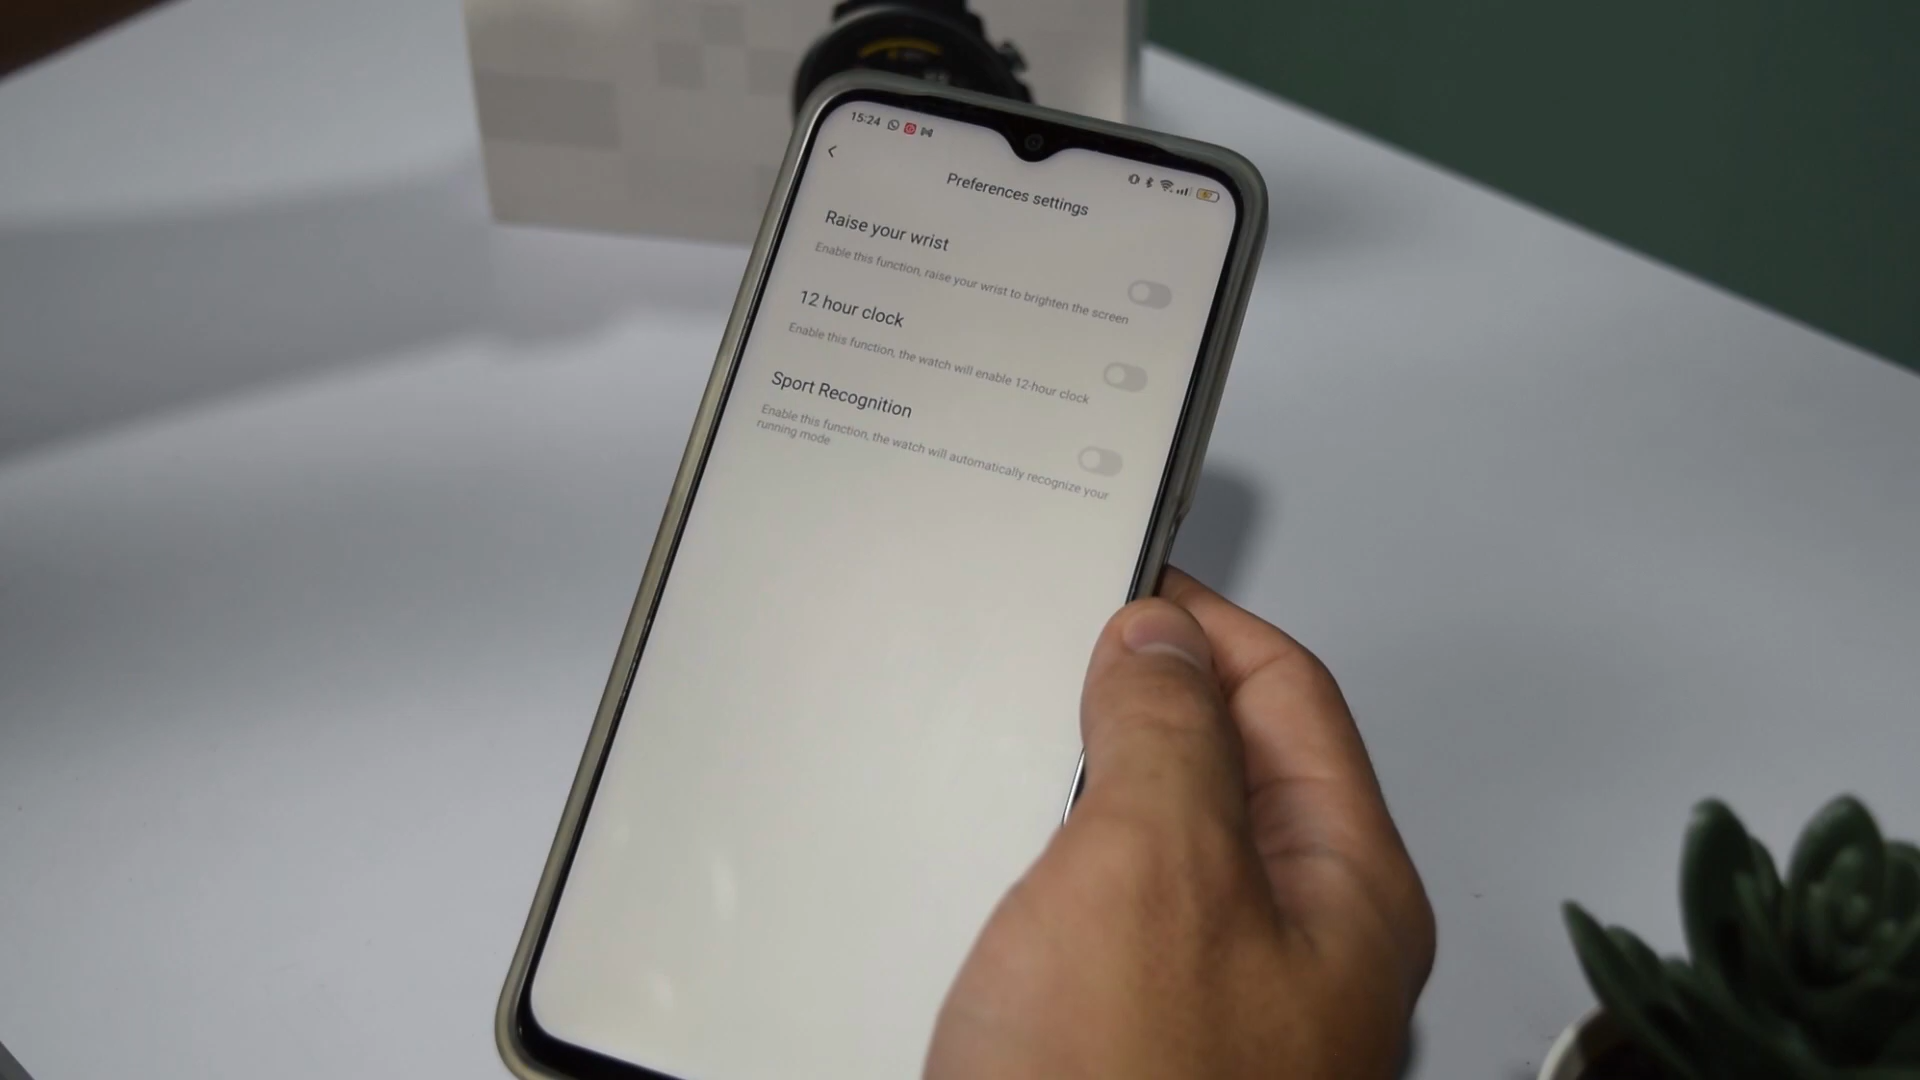 15:24
Preferences settings
Raise your wrist
Enable this function, raise your wrist to brighten the screen
12 hour clock
Enable this function, the watch will enable 12-hour clock
Sport Recognition
Enable this function, the watch will automatically recognize your
running mode